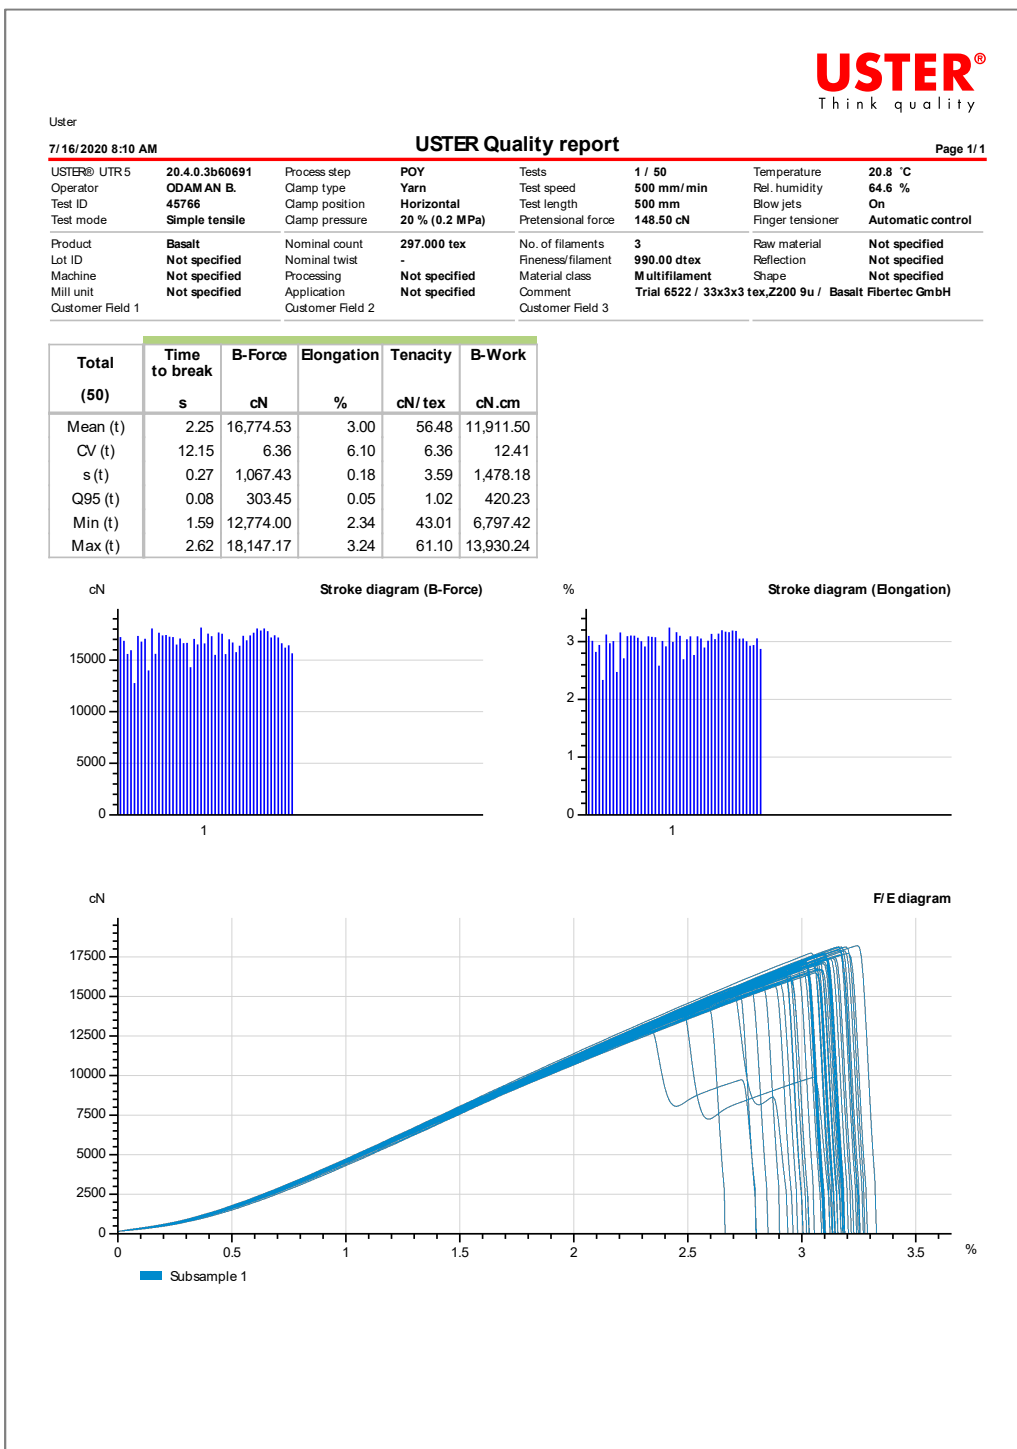 USTER®
Think quality
Uster
7/16/2020 8:10 AM USTER Quality report Page 1/1
USTER® UTR5 20.4.0.3b60691 Process step POY Tests 1 / 50 Temperature 20.8 °C
Operator ODAMAN B. Clamp type Yarn Test speed 500 mm/min Rel. humidity 64.6 %
Test ID 45766 Clamp position Horizontal Test length 500 mm Blow jets On
Test mode Simple tensile Clamp pressure 20 % (0.2 MPa) Pretensional force 148.50 cN Finger tensioner Automatic control
Product Basalt Nominal count 297.000 tex No. of filaments 3 Raw material Not specified
Lot ID Not specified Nominal twist - Fineness/filament 990.00 dtex Reflection Not specified
Machine Not specified Processing Not specified Material class Multifilament Shape Not specified
Mill unit Not specified Application Not specified Comment Trial 6522 / 33x3x3 tex,Z200 9u / Basalt Fibertec GmbH
Customer Field 1 Customer Field 2 Customer Field 3
Total Time B-Force Elongation Tenacity B-Work
to break
(50) s cN % cN/tex cN.cm
Mean (t) 2.25 16,774.53 3.00 56.48 11,911.50
CV (t) 12.15 6.36 6.10 6.36 12.41
s (t) 0.27 1,067.43 0.18 3.59 1,478.18
Q95 (t) 0.08 303.45 0.05 1.02 420.23
Min (t) 1.59 12,774.00 2.34 43.01 6,797.42
Max (t) 2.62 18,147.17 3.24 61.10 13,930.24
cN Stroke diagram (B-Force)
15000
10000
5000
0
1
% Stroke diagram (Elongation)
3
2
1
0
1
cN F/E diagram
17500
15000
12500
10000
7500
5000
2500
0
0 0.5 1 1.5 2 2.5 3 3.5 %
Subsample 1